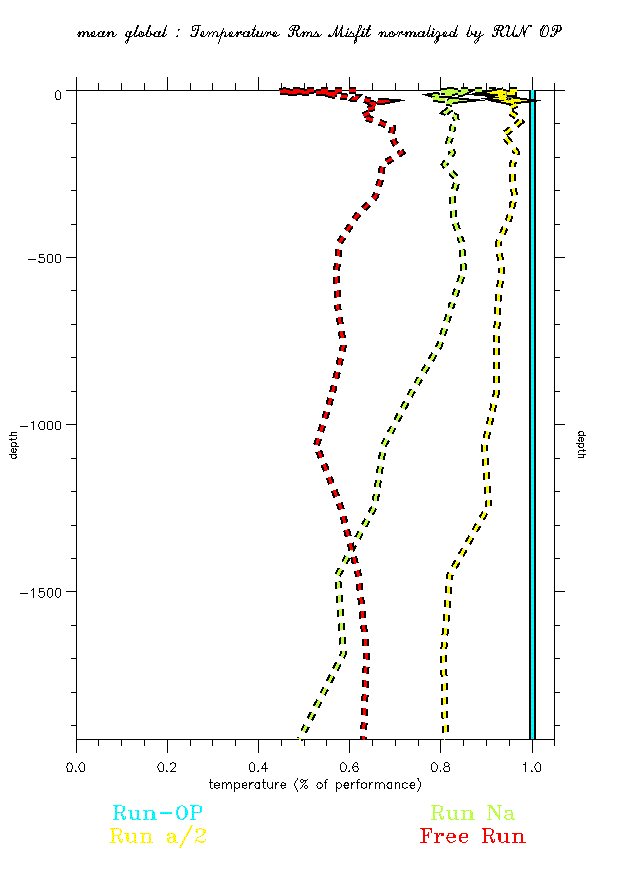 mean global : Temperature Rms Misfit normalized by RUN OP
0
-500
-1000
-1500
depth
depth
0.0 0.2 0.4 0.6 0.8 1.0
temperature (% of performance)
Run-OP Run Na
Run a/2 Free Run